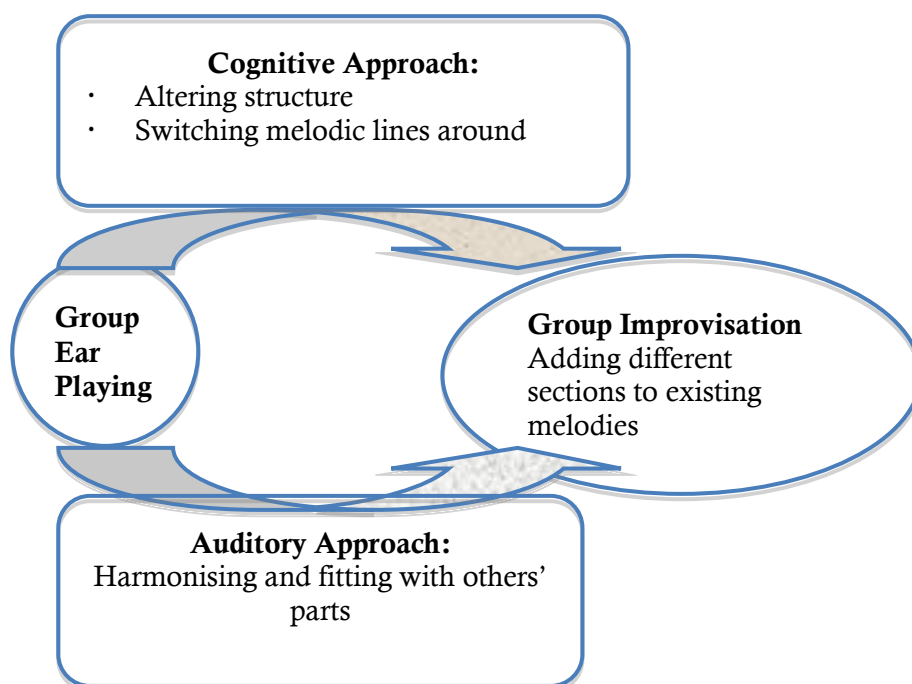 Cognitive Approach:
· Altering structure
· Switching melodic lines around
Group
Ear
Playing
Group Improvisation
Adding different
sections to existing
melodies
Auditory Approach:
Harmonising and fitting with others’
parts